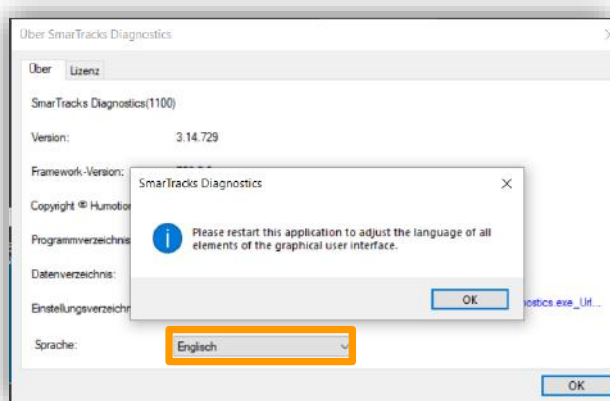 Über SmarTracks Diagnostics
Über Lizenz
SmarTracks Diagnostics(1100)
Version: 3.14.729
Framework-Version:
SmarTracks Diagnostics
Copyright © Humotion
Please restart this application to adjust the language of all
elements of the graphical user interface.
Programmverzeichnis
Datenverzeichnis:
OK
Einstellungsverzeichn
ostics.exe_Url...
Sprache: Englisch
OK